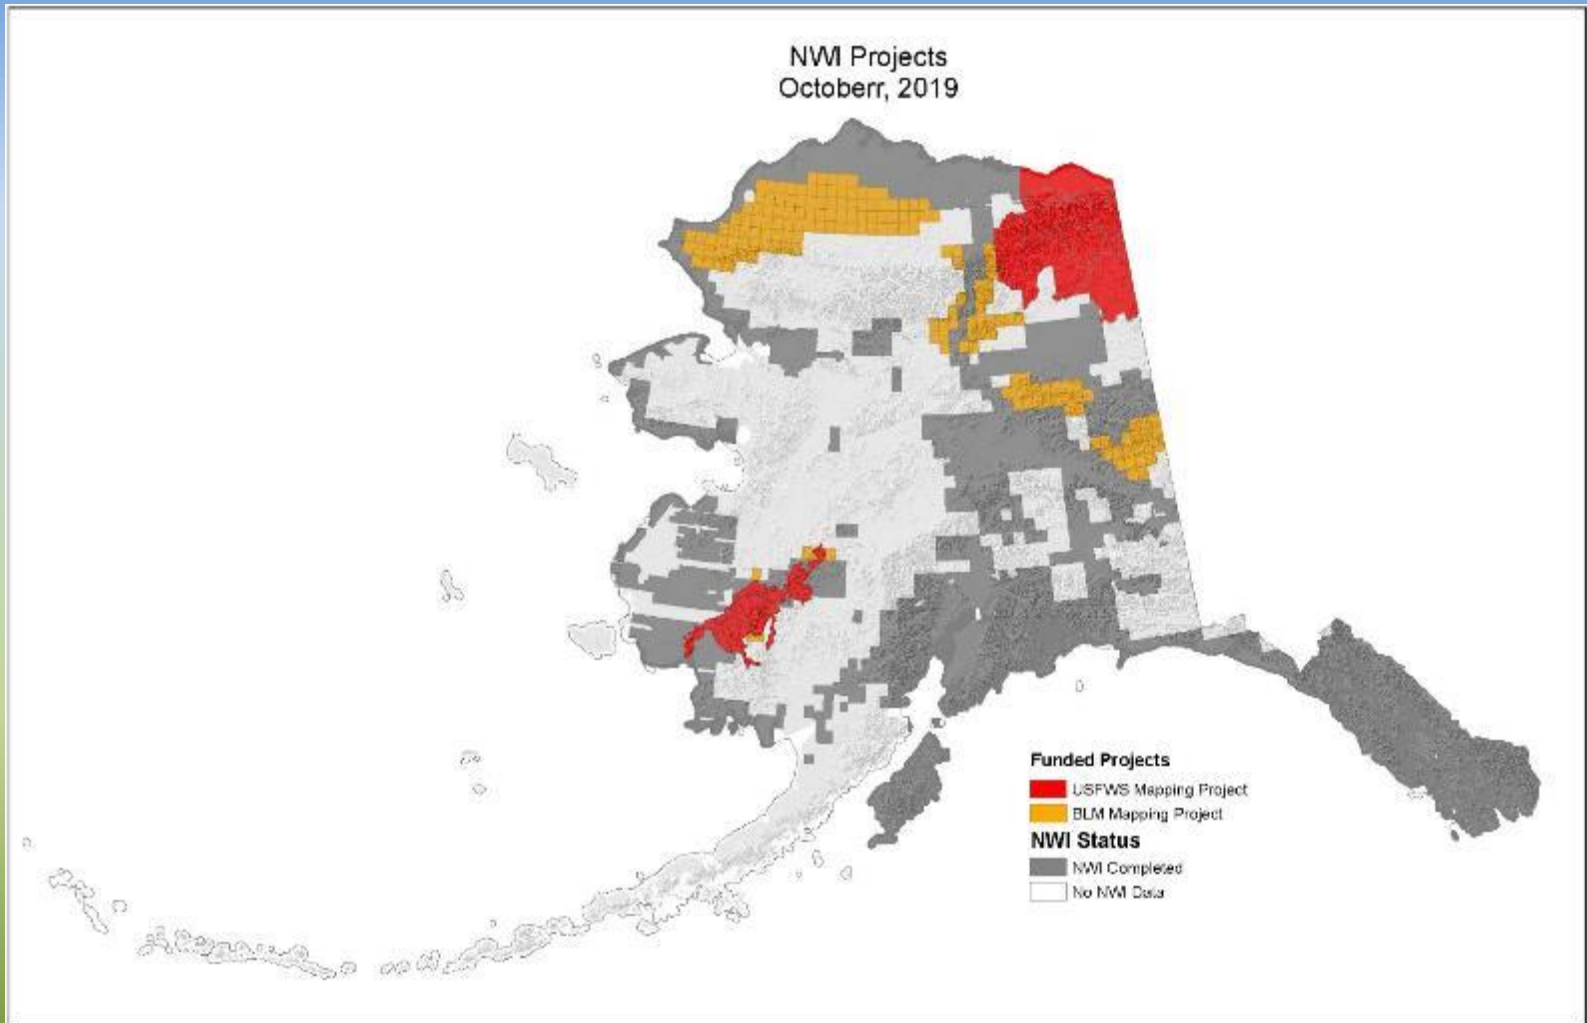 NWI Projects
Octoberr, 2019
Funded Projects
USFWS Mapping Project
BLM Mapping Project
NWI Status
NWI Completed
No NWI Data